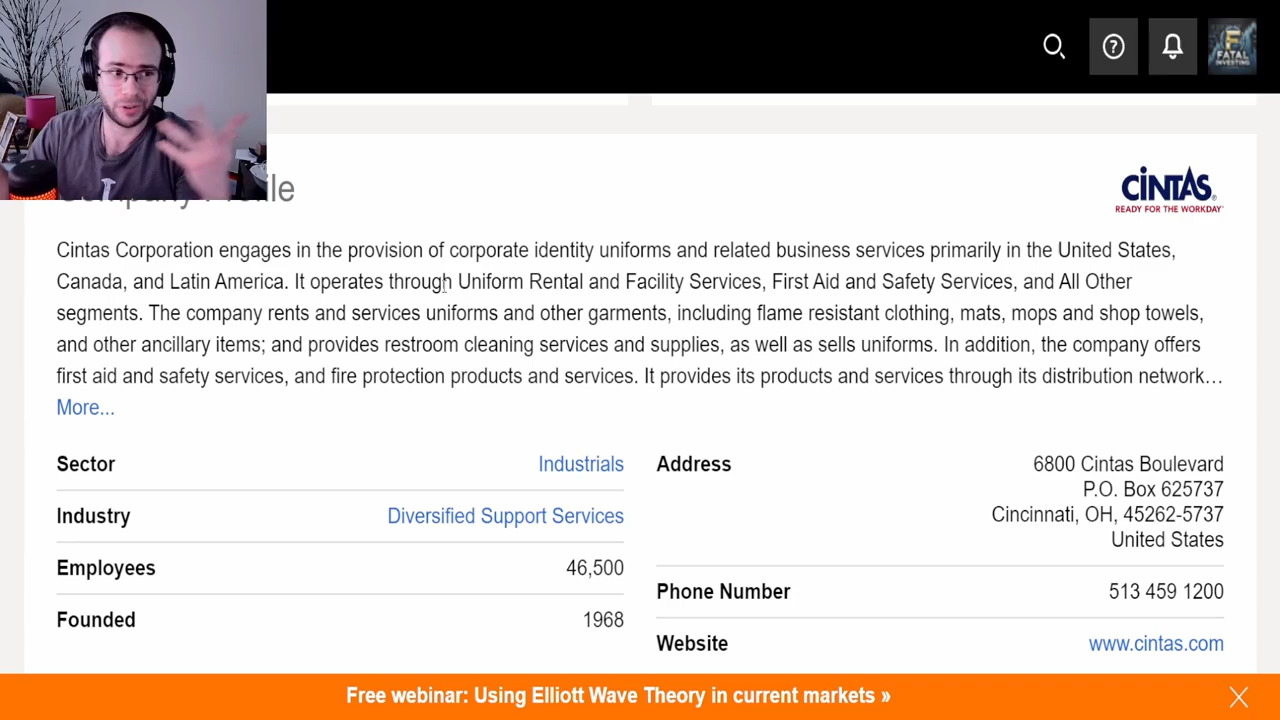 FATAL
INVESTING
Company Profile
CINTAS
READY FOR THE WORKDAY
Cintas Corporation engages in the provision of corporate identity uniforms and related business services primarily in the United States,
Canada, and Latin America. It operates through Uniform Rental and Facility Services, First Aid and Safety Services, and All Other
segments. The company rents and services uniforms and other garments, including flame resistant clothing, mats, mops and shop towels,
and other ancillary items; and provides restroom cleaning services and supplies, as well as sells uniforms. In addition, the company offers
first aid and safety services, and fire protection products and services. It provides its products and services through its distribution network…
More...
Sector Industrials
Industry Diversified Support Services
Employees 46,500
Founded 1968
Address 6800 Cintas Boulevard
P.O. Box 625737
Cincinnati, OH, 45262-5737
United States
Phone Number 513 459 1200
Website www.cintas.com
Free webinar: Using Elliott Wave Theory in current markets »